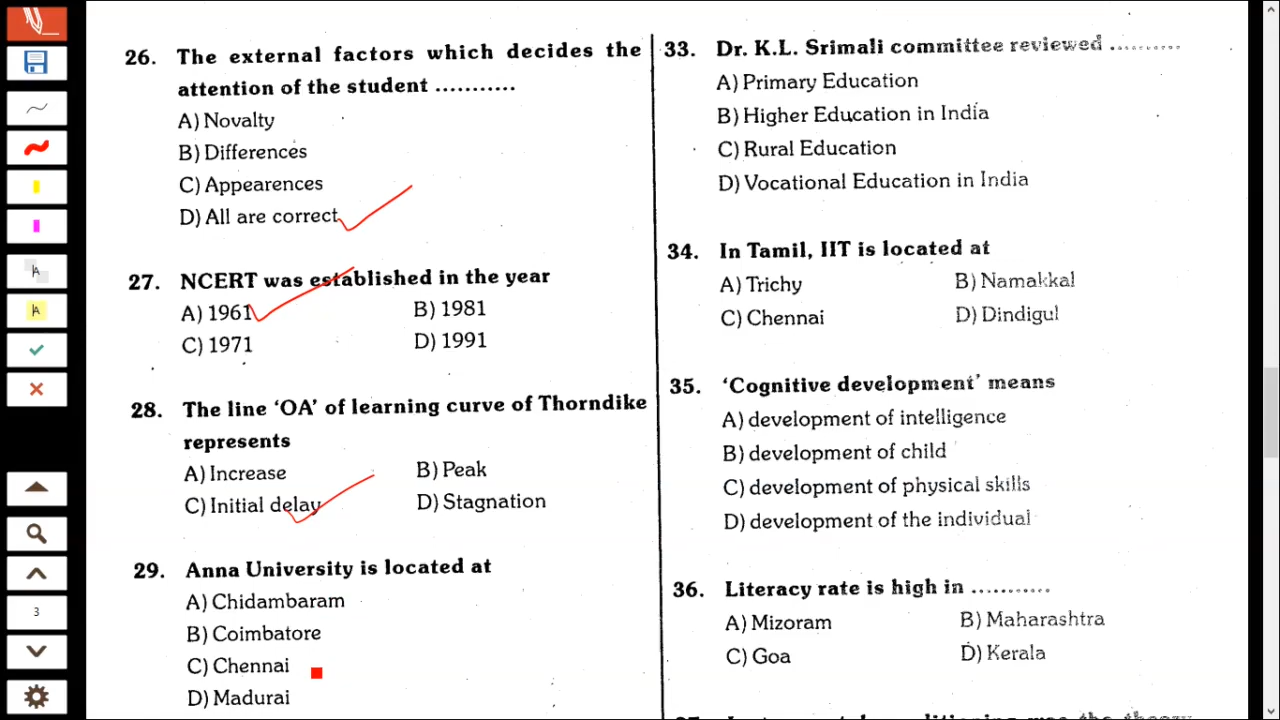 26. The external factors which decides the
attention of the student ...........
A) Novalty
B) Differences
C) Appearences
D) All are correct
27. NCERT was established in the year
A) 1961 B) 1981
C) 1971 D) 1991
28. The line ‘OA’ of learning curve of Thorndike
represents
A) Increase B) Peak
C) Initial delay D) Stagnation
29. Anna University is located at
A) Chidambaram
B) Coimbatore
C) Chennai
D) Madurai
33. Dr. K.L. Srimali committee reviewed ..........
A) Primary Education
B) Higher Education in India
C) Rural Education
D) Vocational Education in India
34. In Tamil, IIT is located at
A) Trichy B) Namakkal
C) Chennai D) Dindigul
35. ‘Cognitive development’ means
A) development of intelligence
B) development of child
C) development of physical skills
D) development of the individual
36. Literacy rate is high in ...........
A) Mizoram B) Maharashtra
C) Goa D) Kerala
A
A
3